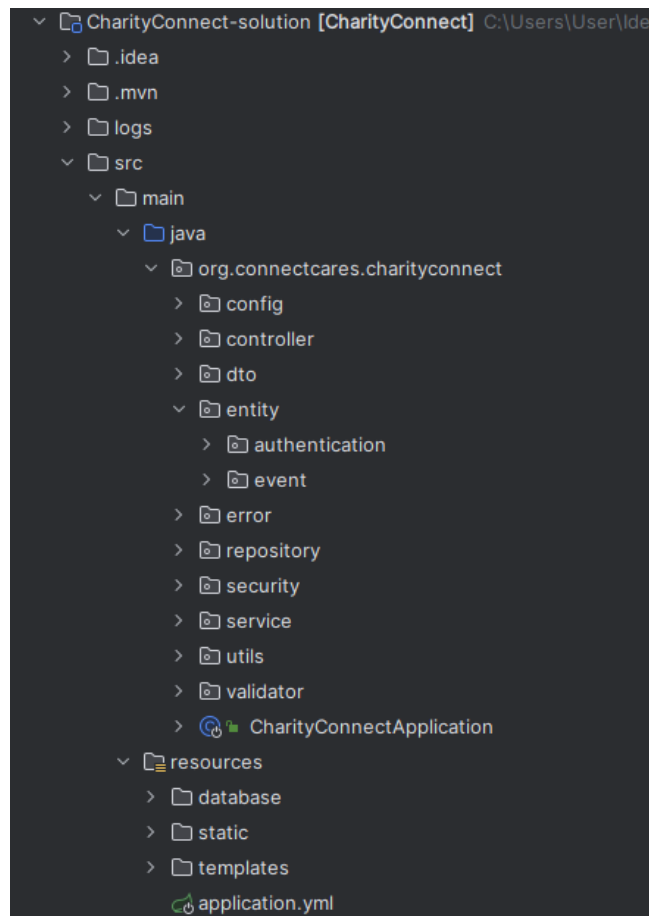 CharityConnect-solution [CharityConnect] C:\Users\User\Ide
.idea
.mvn
logs
src
main
java
org.connectcares.charityconnect
config
controller
dto
entity
authentication
event
error
repository
security
service
utils
validator
CharityConnectApplication
resources
database
static
templates
application.yml